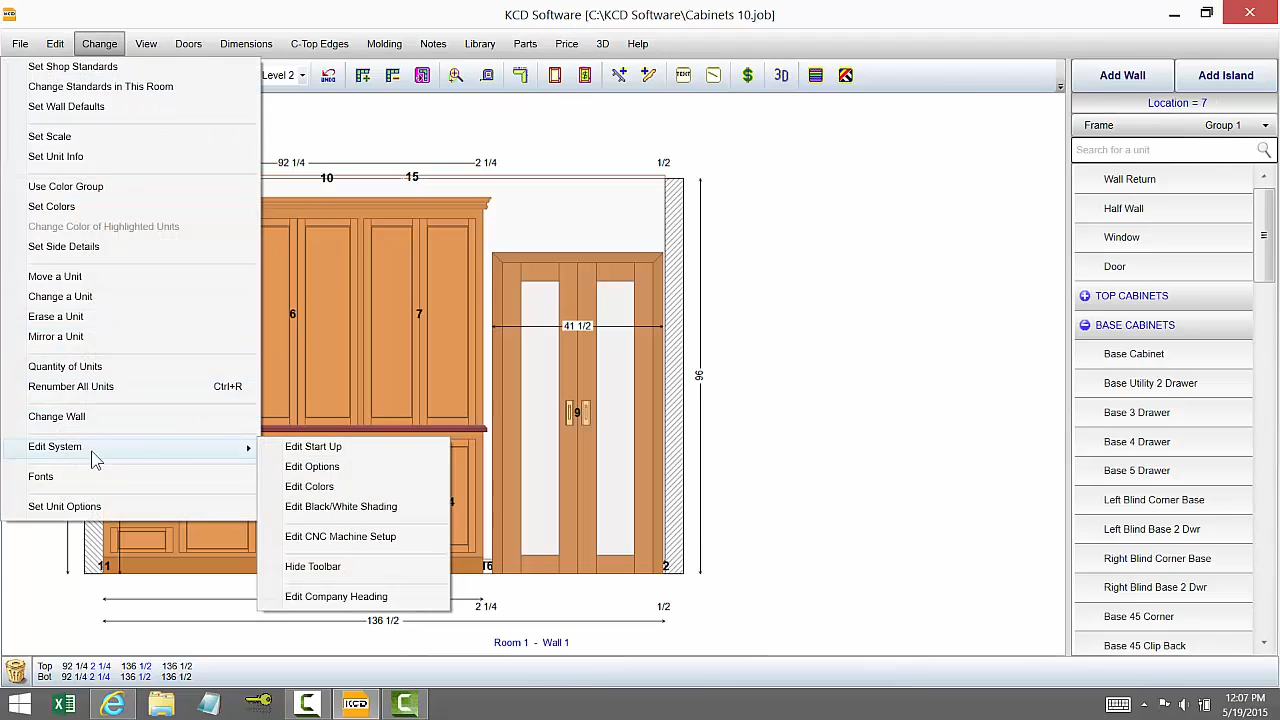 KCD
KCD Software [C:\KCD Software\Cabinets 10.job]
File Edit Change View Doors Dimensions C-Top Edges Molding Notes Library Parts Price 3D Help
Set Shop Standards
Change Standards in This Room
Set Wall Defaults
Set Scale
Set Unit Info
Use Color Group
Set Colors
Change Color of Highlighted Units
Set Side Details
Move a Unit
Change a Unit
Erase a Unit
Mirror a Unit
Quantity of Units
Renumber All Units Ctrl+R
Change Wall
Edit System
Fonts
Set Unit Options
Edit Start Up
Edit Options
Edit Colors
Edit Black/White Shading
Edit CNC Machine Setup
Hide Toolbar
Edit Company Heading
Level 2
UNDO
TEXT
$
3D
92 1/4 2 1/4 1/2
10 15
6 7
41 1/2
9
96
4
11 16 2
2 1/4 1/2
136 1/2
Room 1 - Wall 1
Add Wall Add Island
Location = 7
Frame Group 1
Search for a unit
Wall Return
Half Wall
Window
Door
TOP CABINETS
BASE CABINETS
Base Cabinet
Base Utility 2 Drawer
Base 3 Drawer
Base 4 Drawer
Base 5 Drawer
Left Blind Corner Base
Left Blind Base 2 Dwr
Right Blind Corner Base
Right Blind Base 2 Dwr
Base 45 Corner
Base 45 Clip Back
Top 92 1/4 2 1/4 136 1/2 136 1/2
Bot 92 1/4 2 1/4 136 1/2 136 1/2
12:07 PM
5/19/2015